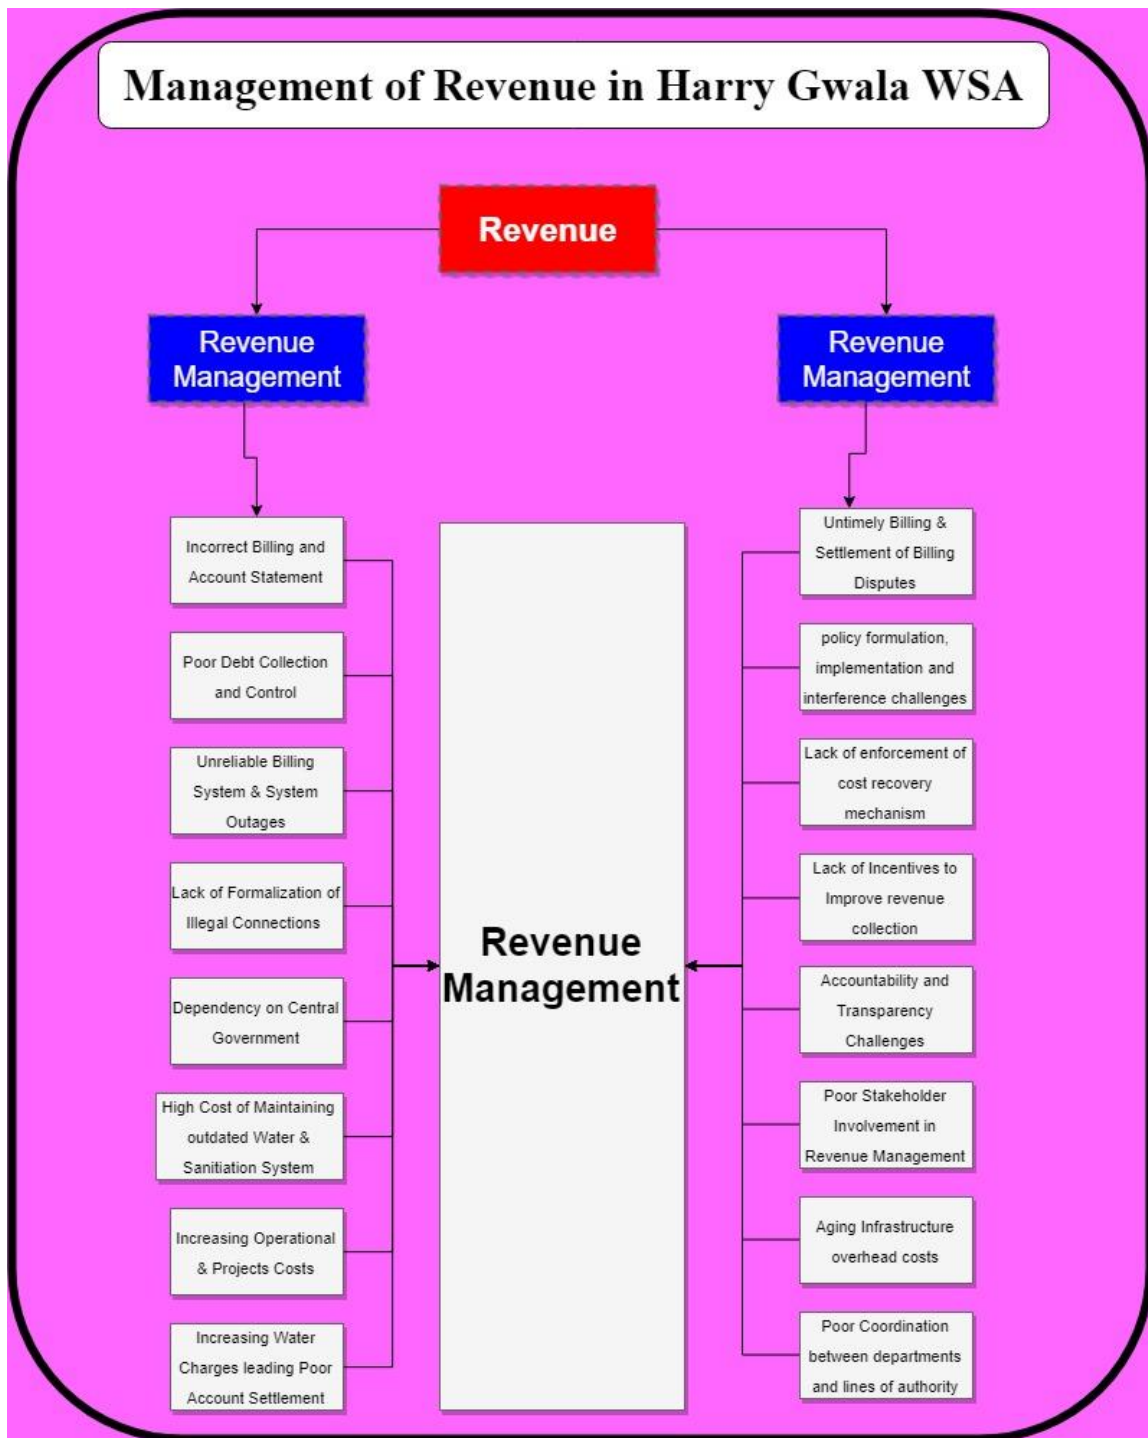 Management of Revenue in Harry Gwala WSA
Revenue
Revenue
Management
Revenue
Management
Incorrect Billing and
Account Statement
Poor Debt Collection
and Control
Unreliable Billing
System & System
Outages
Lack of Formalization of
Illegal Connections
Dependency on Central
Government
High Cost of Maintaining
outdated Water &
Sanitiation System
Increasing Operational
& Projects Costs
Increasing Water
Charges leading Poor
Account Settlement
Revenue
Management
Untimely Billing &
Settlement of Billing
Disputes
policy formulation,
implementation and
interference challenges
Lack of enforcement of
cost recovery
mechanism
Lack of Incentives to
Improve revenue
collection
Accountability and
Transparency
Challenges
Poor Stakeholder
Involvement in
Revenue Management
Aging Infrastructure
overhead costs
Poor Coordination
between departments
and lines of authority